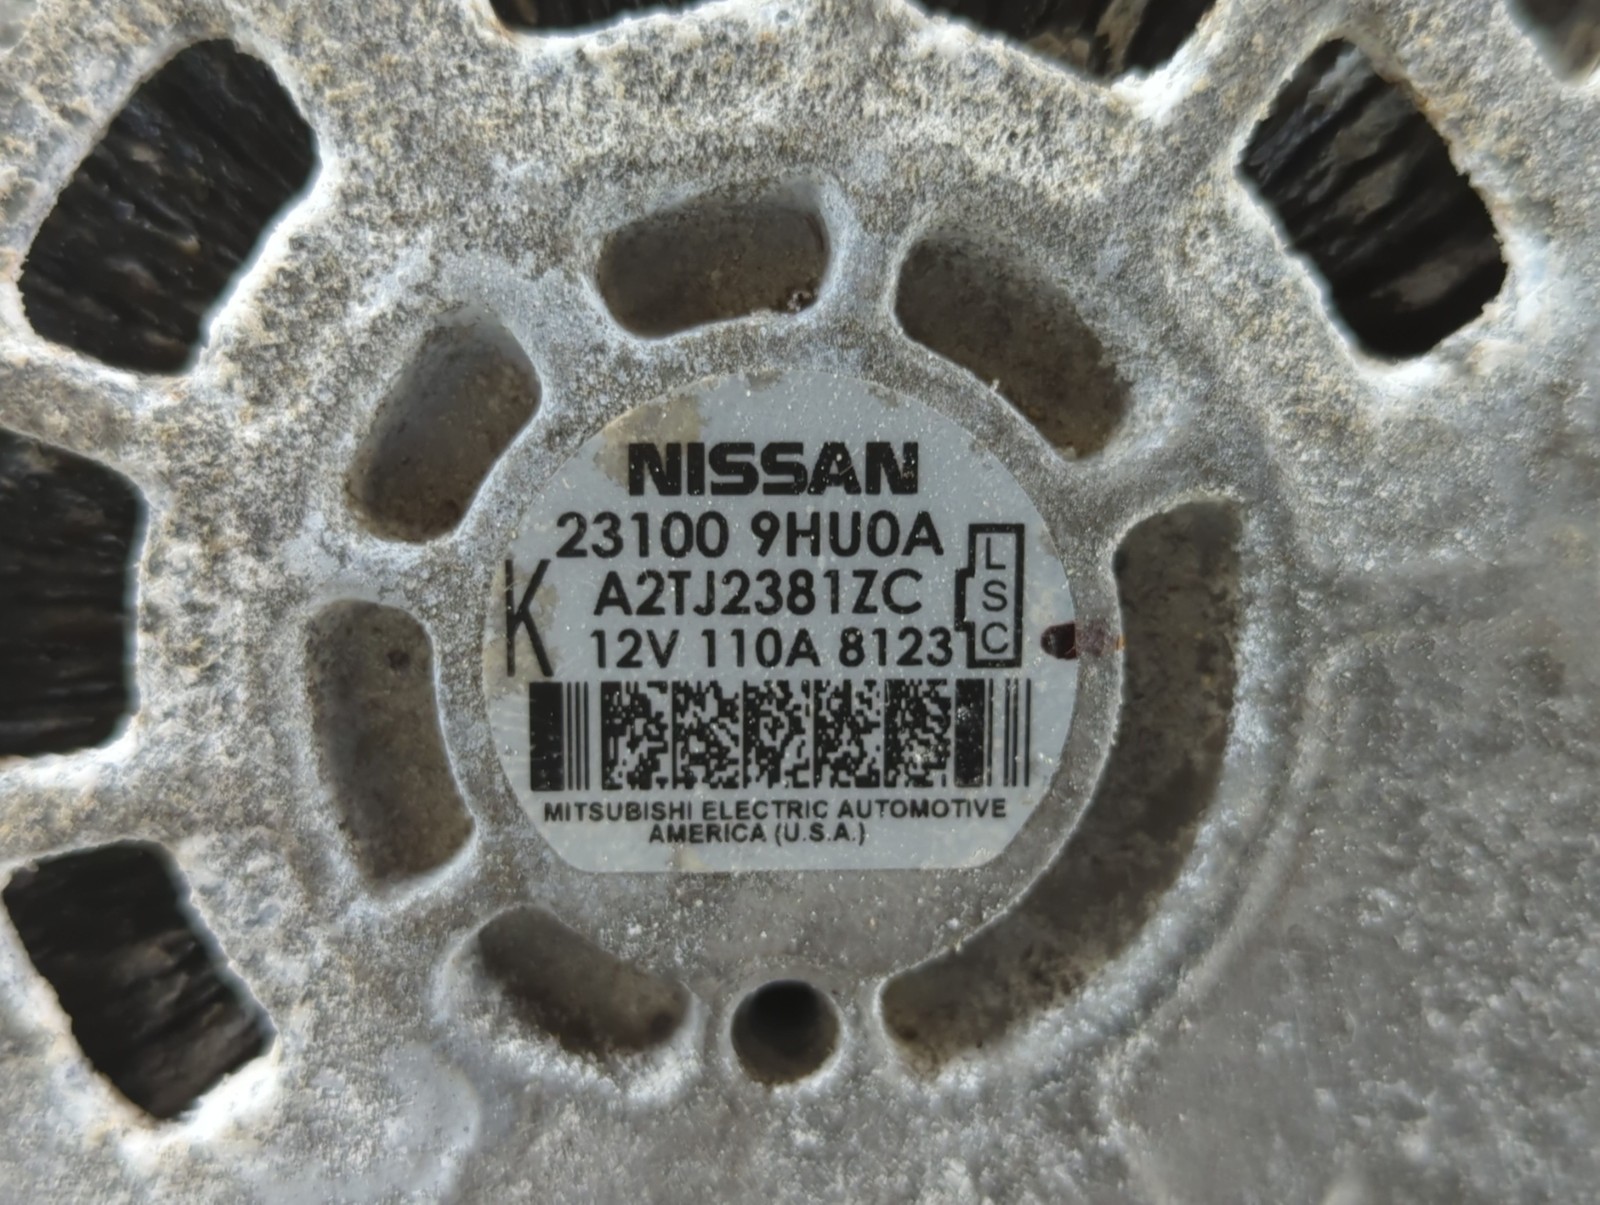 NISSAN
23100 9HU0A
K A2TJ2381ZC
12V 110A 8123
L
S
C
MITSUBISHI ELECTRIC AUTOMOTIVE
AMERICA (U.S.A.)